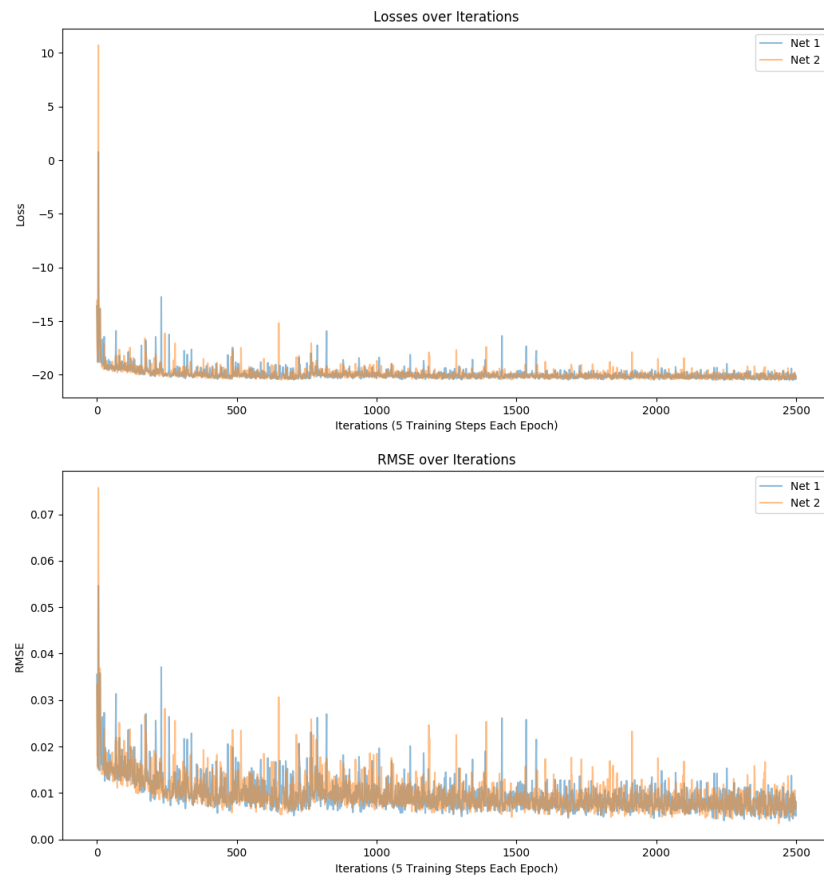 Losses over Iterations
Net 1
Net 2
10
5
0
−5
−10
−15
−20
Loss
0
500
1000
1500
2000
2500
Iterations (5 Training Steps Each Epoch)
RMSE over Iterations
Net 1
Net 2
0.07
0.06
0.05
0.04
0.03
0.02
0.01
0.00
RMSE
0
500
1000
1500
2000
2500
Iterations (5 Training Steps Each Epoch)